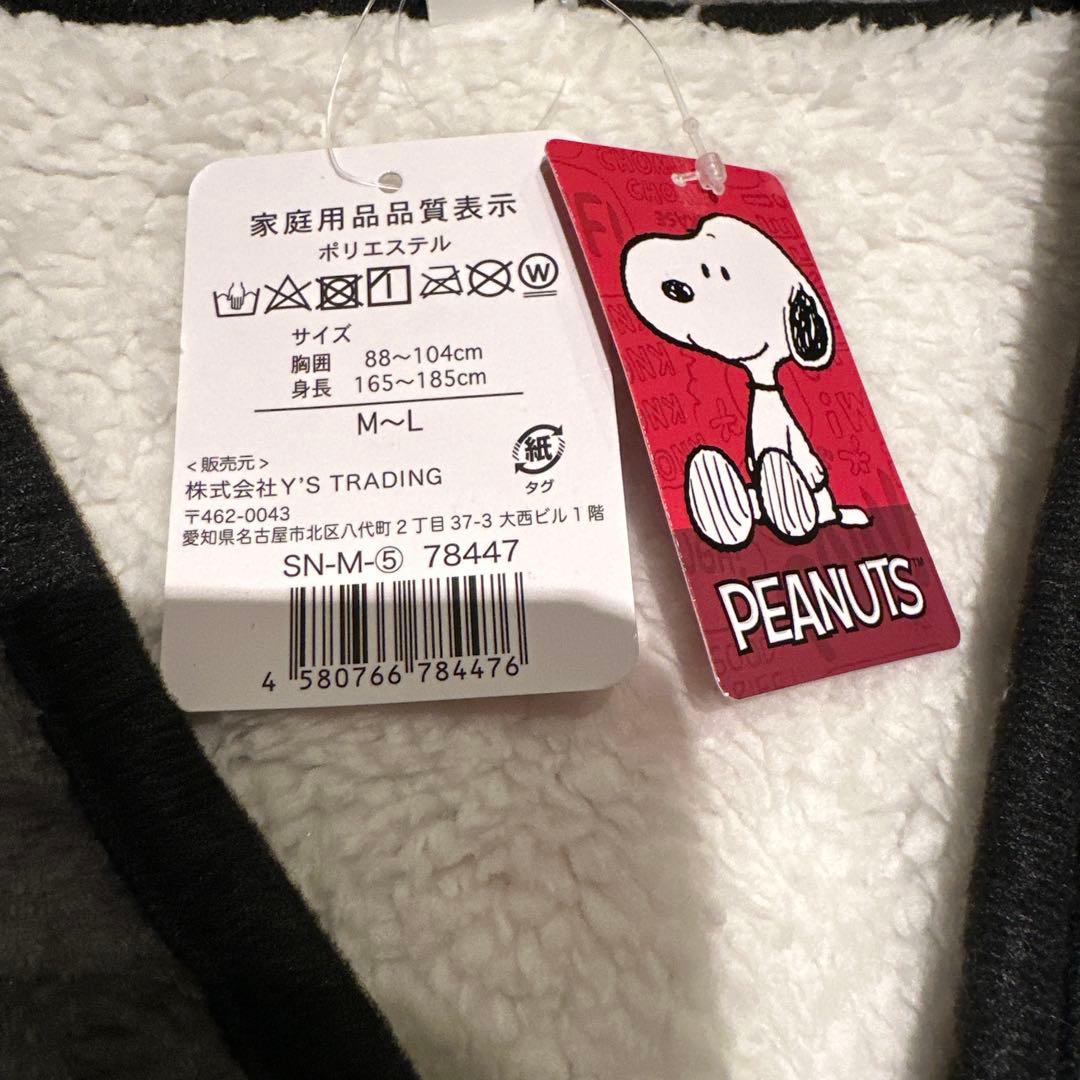 家庭用品品質表示
ポリエステル
W
サイズ
胸囲 88～104cm
身長 165～185cm
M～L
紙
タグ
<販売元>
株式会社Y'S TRADING
〒462-0043
愛知県名古屋市北区八代町2丁目37-3 大西ビル1階
SN-M-⑤ 78447
4 580766 784476
PEANUTS™